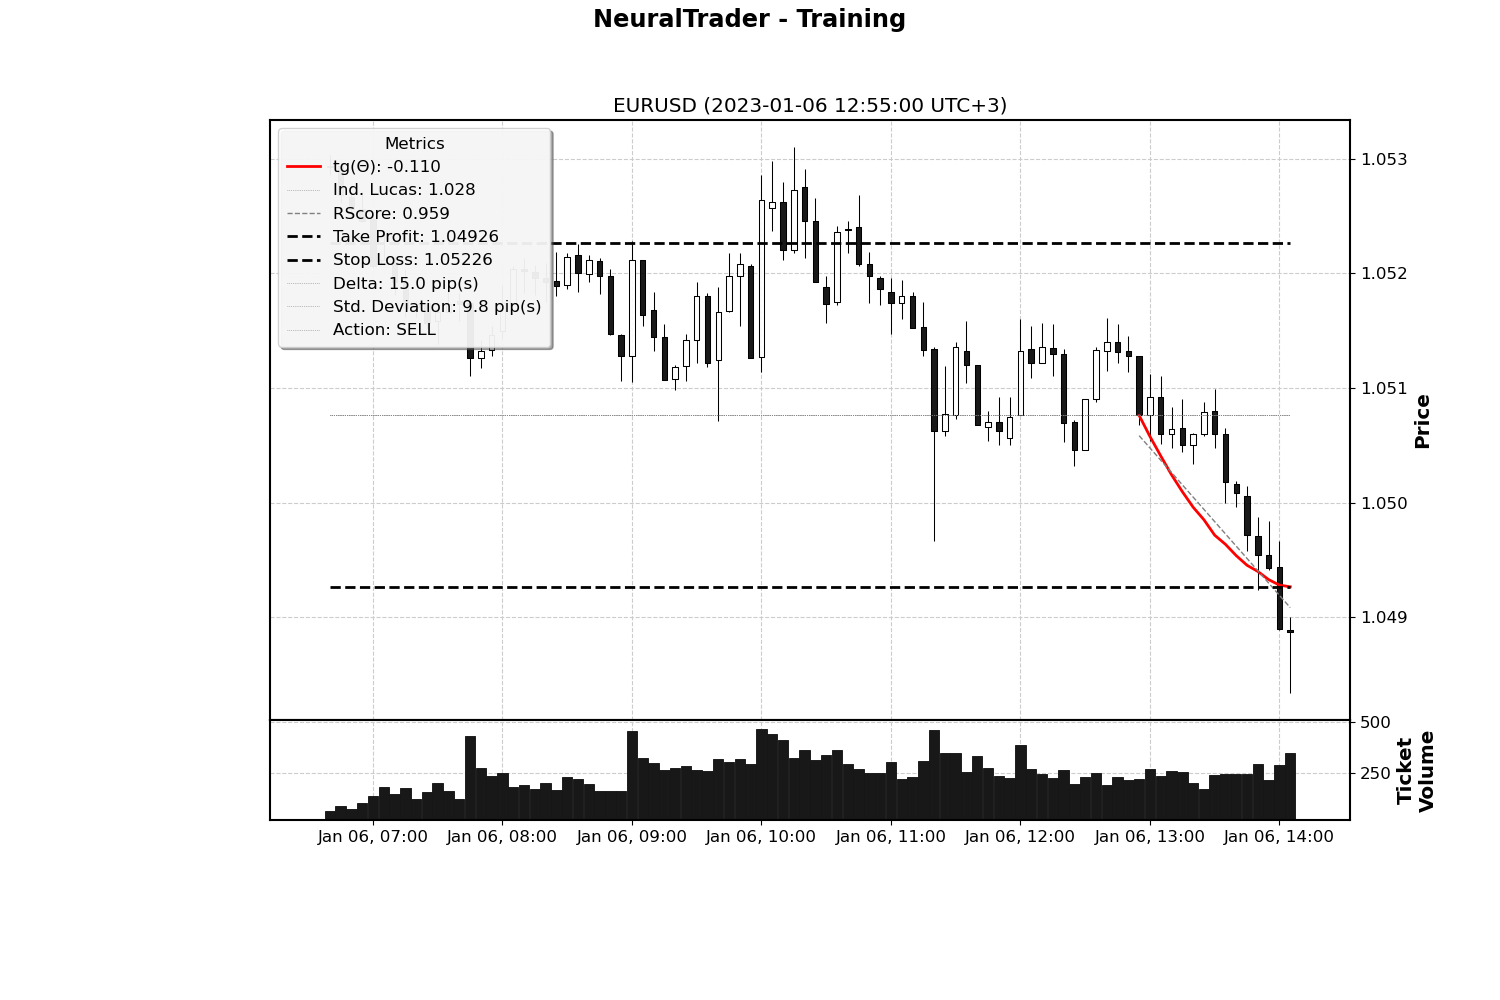 NeuralTrader - Training
EURUSD (2023-01-06 12:55:00 UTC+3)
Metrics
tg(Θ): -0.110
Ind. Lucas: 1.028
RScore: 0.959
Take Profit: 1.04926
Stop Loss: 1.05226
Delta: 15.0 pip(s)
Std. Deviation: 9.8 pip(s)
Action: SELL
1.053
1.052
1.051
1.050
1.049
Price
500
250
Ticket
Volume
Jan 06, 07:00
Jan 06, 08:00
Jan 06, 09:00
Jan 06, 10:00
Jan 06, 11:00
Jan 06, 12:00
Jan 06, 13:00
Jan 06, 14:00